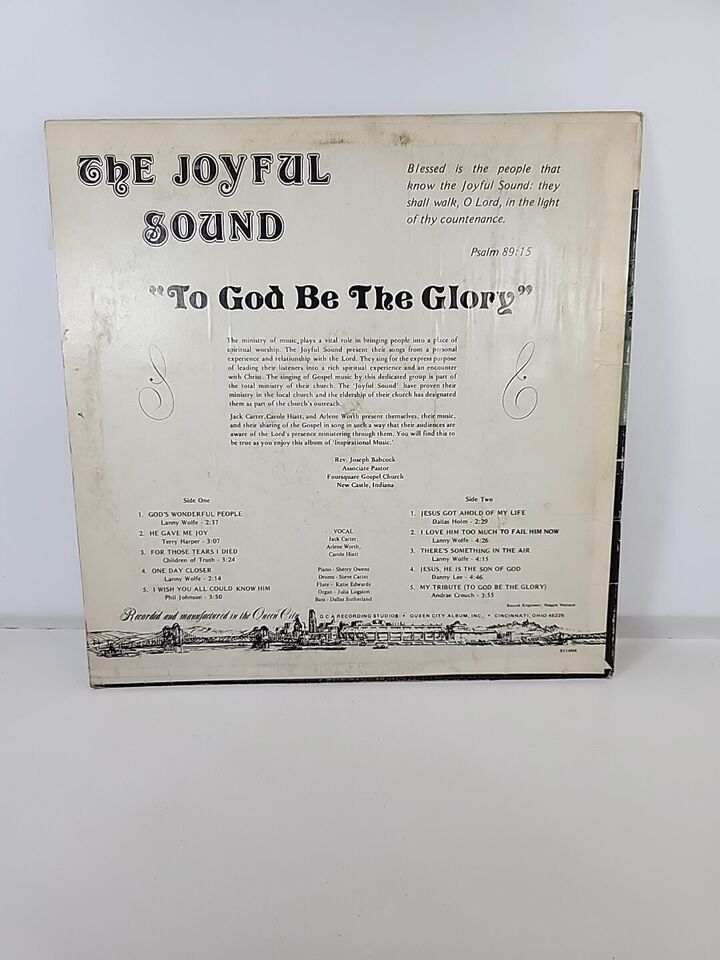 The JOYFUL
SOUND
Blessed is the people that
know the Joyful Sound: they
shall walk, O Lord, in the light
of thy countenance.
Psalm 89:15
"To God Be The Glory"
The ministry of music, plays a vital role in bringing people into a place of
spiritual worship. The Joyful Sound present their songs from a personal
experience and relationship with the Lord. They sing for the express purpose
of leading their listeners into a rich spiritual experience and an encounter
with Christ. The singing of Gospel music by this dedicated group is part of
the total ministry of their church. The 'Joyful Sound' have proven their
ministry in the local church and the eldership of their church has designated
them as part of the church's outreach.
Jack Carter, Carole Hiatt, and Arlene Worth present themselves, their music,
and their sharing of the Gospel in song in such a way that their audiences are
aware of the Lord's presence ministering through them. You will find this to
be true as you enjoy this album of 'Inspirational Music.'
Rev. Joseph Babcock
Associate Pastor
Foursquare Gospel Church
New Castle, Indiana
Side One
1. GOD'S WONDERFUL PEOPLE
Lanny Wolfe - 2:37
2. HE GAVE ME JOY
Terry Harper - 3:07
3. FOR THOSE TEARS I DIED
Children of Truth - 3:24
4. ONE DAY CLOSER
Lanny Wolfe - 2:14
5. I WISH YOU ALL COULD KNOW HIM
Phil Johnson - 3:50
VOCAL
Jack Carter,
Arlene Worth,
Carole Hiatt
Piano - Sherry Owens
Drums - Steve Carter
Flute - Katie Edwards
Organ - Julia Logston
Bass - Dallas Sutherland
Side Two
1. JESUS GOT AHOLD OF MY LIFE
Dallas Holm - 2:29
2. I LOVE HIM TOO MUCH TO FAIL HIM NOW
Lanny Wolfe - 4:26
3. THERE'S SOMETHING IN THE AIR
Lanny Wolfe - 4:15
4. JESUS, HE IS THE SON OF GOD
Danny Lee - 4:46
5. MY TRIBUTE (TO GOD BE THE GLORY)
Andrae Crouch - 3:55
Sound Engineer: Reggie Wallace
Recorded and manufactured in the Queen City
QCA RECORDING STUDIOS • QUEEN CITY ALBUM, INC., • CINCINNATI, OHIO 45225